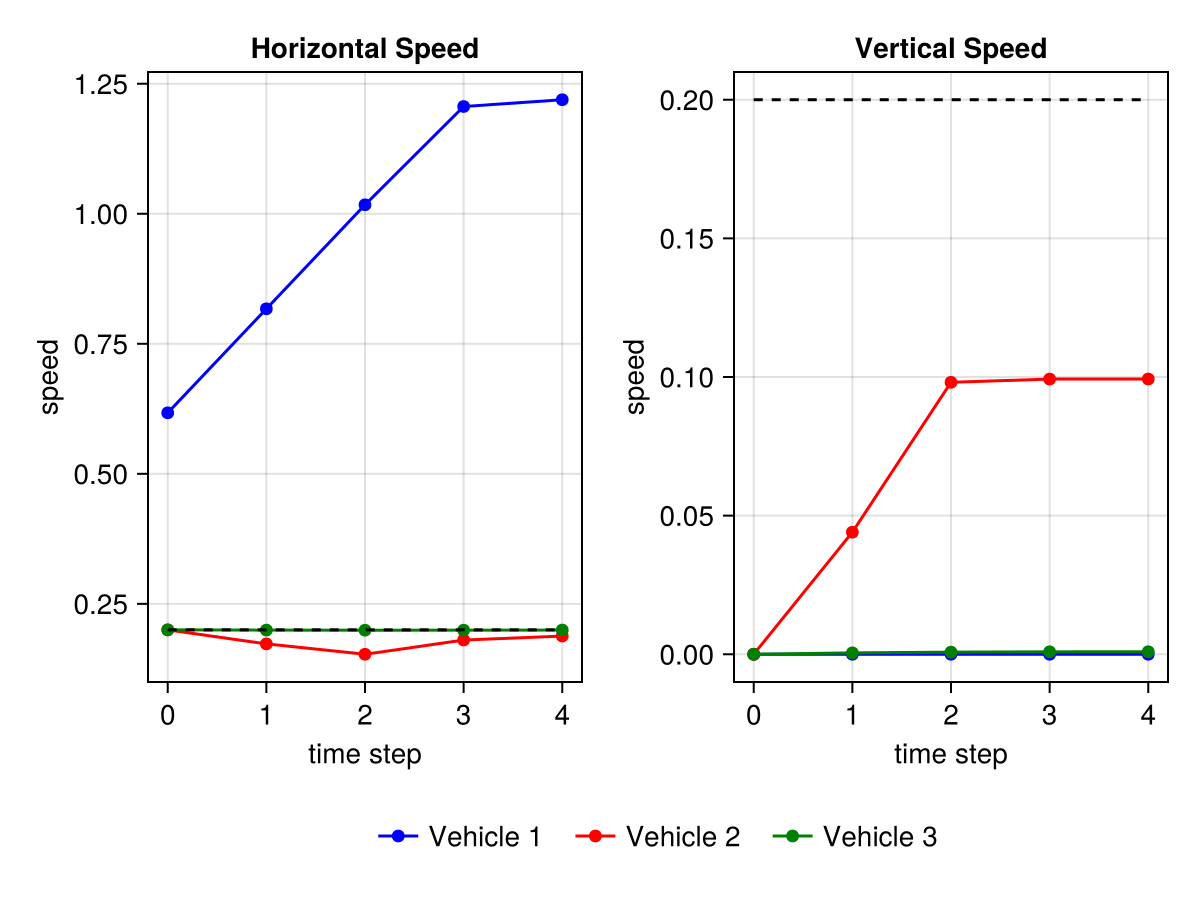 Horizontal Speed
1.25
1.00
0.75
0.50
0.25
speed
0 1 2 3 4
time step
Vertical Speed
0.20
0.15
0.10
0.05
0.00
speed
0 1 2 3 4
time step
Vehicle 1 Vehicle 2 Vehicle 3